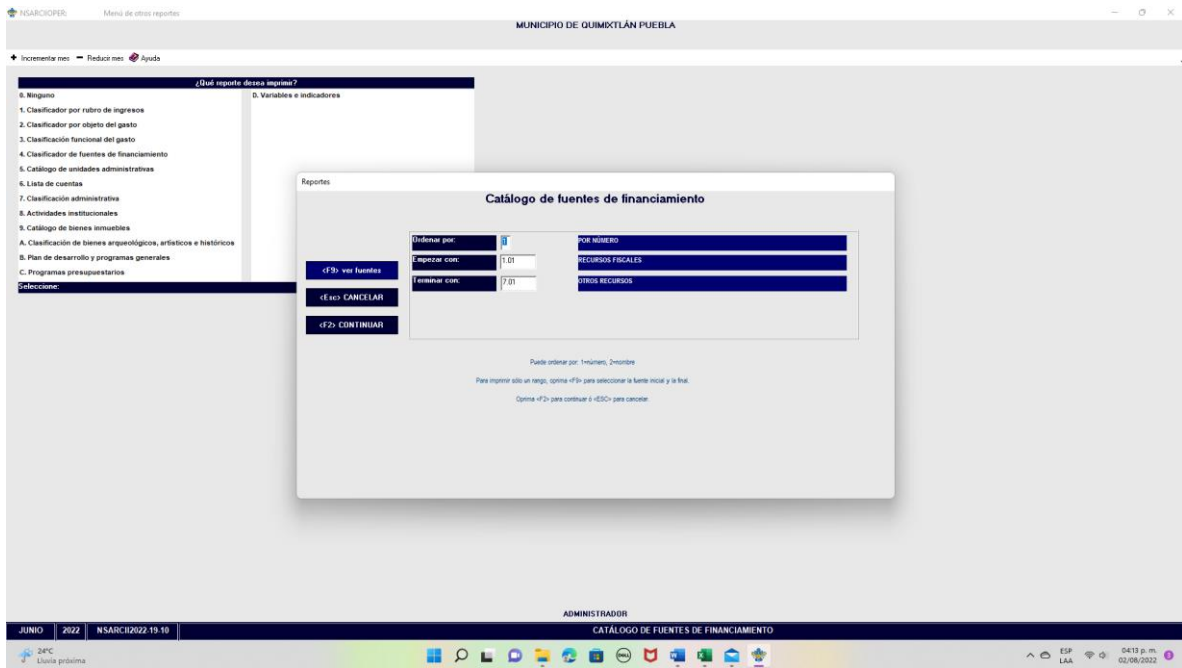 NSARCIIOPER: Menú de otros reportes
MUNICIPIO DE QUIMIXTLÁN PUEBLA
+ Incrementar mes - Reducir mes Ayuda
¿Qué reporte desea imprimir?
0. Ninguno
1. Clasificador por rubro de ingresos
2. Clasificador por objeto del gasto
3. Clasificación funcional del gasto
4. Clasificador de fuentes de financiamiento
5. Catálogo de unidades administrativas
6. Lista de cuentas
7. Clasificación administrativa
8. Actividades institucionales
9. Catálogo de bienes inmuebles
A. Clasificación de bienes arqueológicos, artísticos e históricos
B. Plan de desarrollo y programas generales
C. Programas presupuestarios
D. Variables e indicadores
Seleccione:
Reportes
Catálogo de fuentes de financiamiento
Ordenar por: 1 POR NÚMERO
Empezar con: 1.01 RECURSOS FISCALES
Terminar con: 7.01 OTROS RECURSOS
<F9> ver fuentes
<Esc> CANCELAR
<F2> CONTINUAR
Puede ordenar por: 1=número, 2=nombre
Para imprimir sólo un rango, oprima <F9> para seleccionar la fuente inicial y la final.
Oprima <F2> para continuar ó <ESC> para cancelar.
ADMINISTRADOR
JUNIO 2022 NSARCII2022-19-10 CATÁLOGO DE FUENTES DE FINANCIAMIENTO
24°C
Lluvia próxima
ESP
LAA
04:13 p. m.
02/08/2022